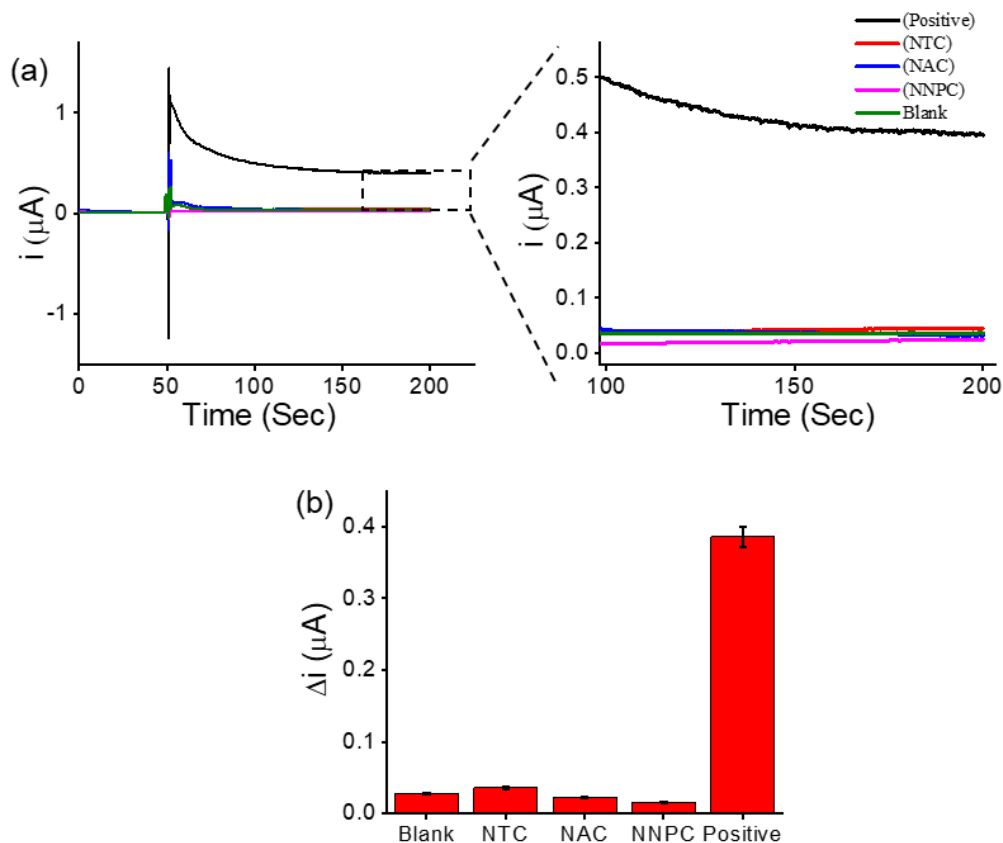 (a)
i (μA)
1
0
-1
0
50
100
150
200
Time (Sec)
(Positive)
(NTC)
(NAC)
(NNPC)
Blank
i (μA)
0.5
0.4
0.3
0.2
0.1
0.0
100
150
200
Time (Sec)
(b)
Δi (μA)
0.4
0.3
0.2
0.1
0.0
Blank
NTC
NAC
NNPC
Positive